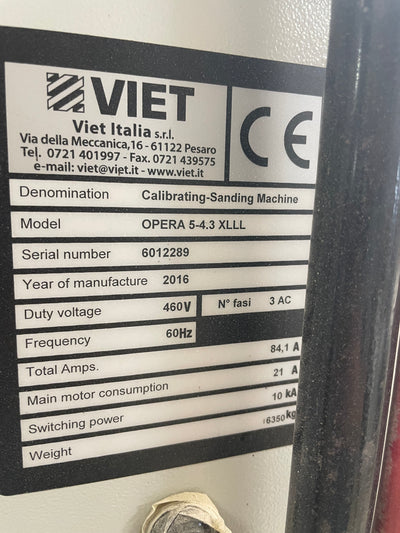 VIET
Viet Italia s.r.l.
Via della Meccanica,16 - 61122 Pesaro
Tel. 0721 401997 - Fax. 0721 439575
e-mail: viet@viet.it - www.viet.it
CE
Denomination Calibrating-Sanding Machine
Model OPERA 5-4.3 XLLL
Serial number 6012289
Year of manufacture 2016
Duty voltage 460V N° fasi 3 AC
Frequency 60Hz
Total Amps. 84,1 A
Main motor consumption 21 A
Switching power 10 kA
Weight 6350kg